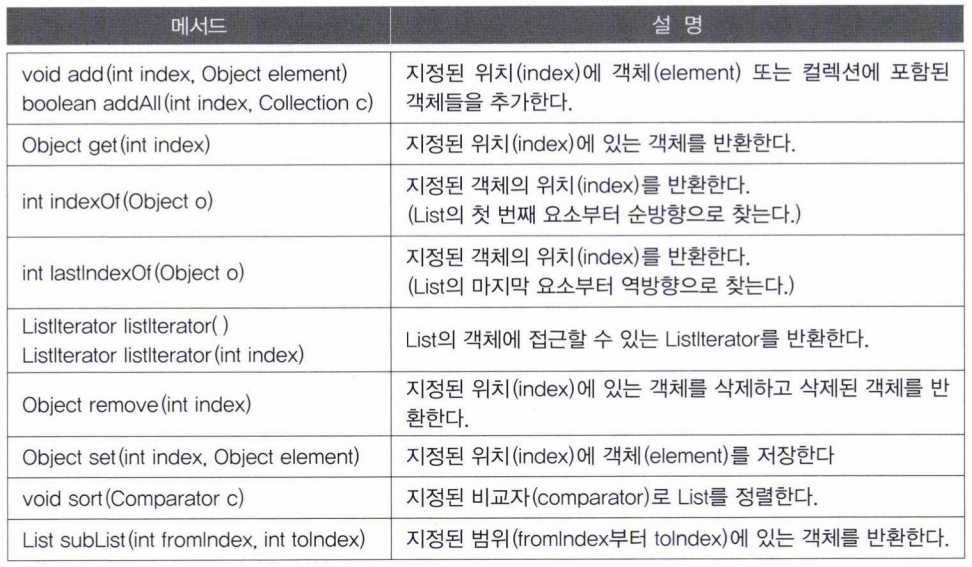 메서드
설 명
void add(int index, Object element)
boolean addAll(int index, Collection c)
지정된 위치(index)에 객체(element) 또는 컬렉션에 포함된
객체들을 추가한다.
Object get(int index)
지정된 위치(index)에 있는 객체를 반환한다.
int indexOf(Object o)
지정된 객체의 위치(index)를 반환한다.
(List의 첫 번째 요소부터 순방향으로 찾는다.)
int lastIndexOf(Object o)
지정된 객체의 위치(index)를 반환한다.
(List의 마지막 요소부터 역방향으로 찾는다.)
ListIterator listIterator( )
ListIterator listIterator(int index)
List의 객체에 접근할 수 있는 ListIterator를 반환한다.
Object remove(int index)
지정된 위치(index)에 있는 객체를 삭제하고 삭제된 객체를 반
환한다.
Object set(int index, Object element)
지정된 위치(index)에 객체(element)를 저장한다
void sort(Comparator c)
지정된 비교자(comparator)로 List를 정렬한다.
List subList(int fromIndex, int toIndex)
지정된 범위(fromIndex부터 toIndex)에 있는 객체를 반환한다.